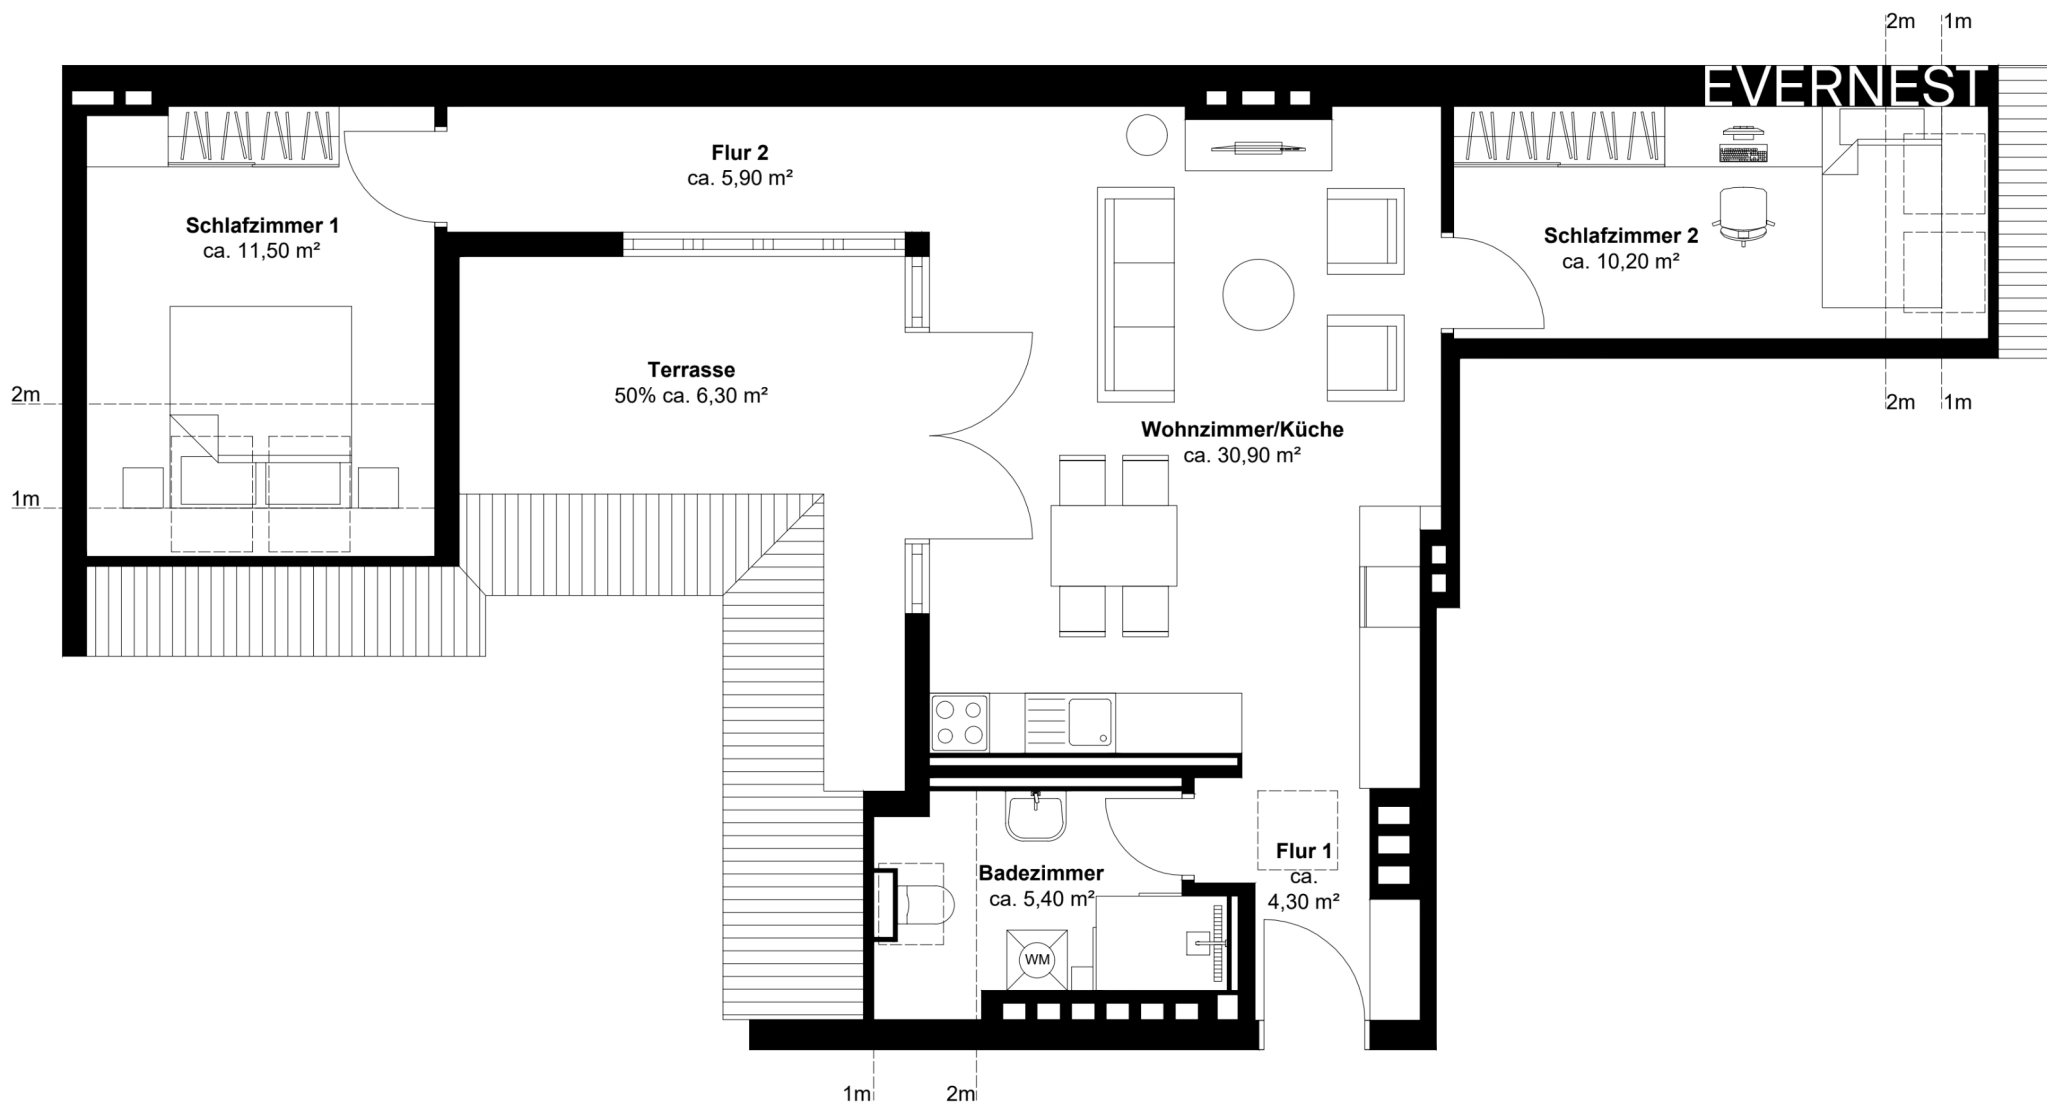 2m
1m
EVERNEST
Flur 2
ca. 5,90 m²
Schlafzimmer 1
ca. 11,50 m²
Schlafzimmer 2
ca. 10,20 m²
Terrasse
50% ca. 6,30 m²
2m
2m
1m
Wohnzimmer/Küche
ca. 30,90 m²
1m
Flur 1
ca.
4,30 m²
Badezimmer
ca. 5,40 m²
WM
1m
2m